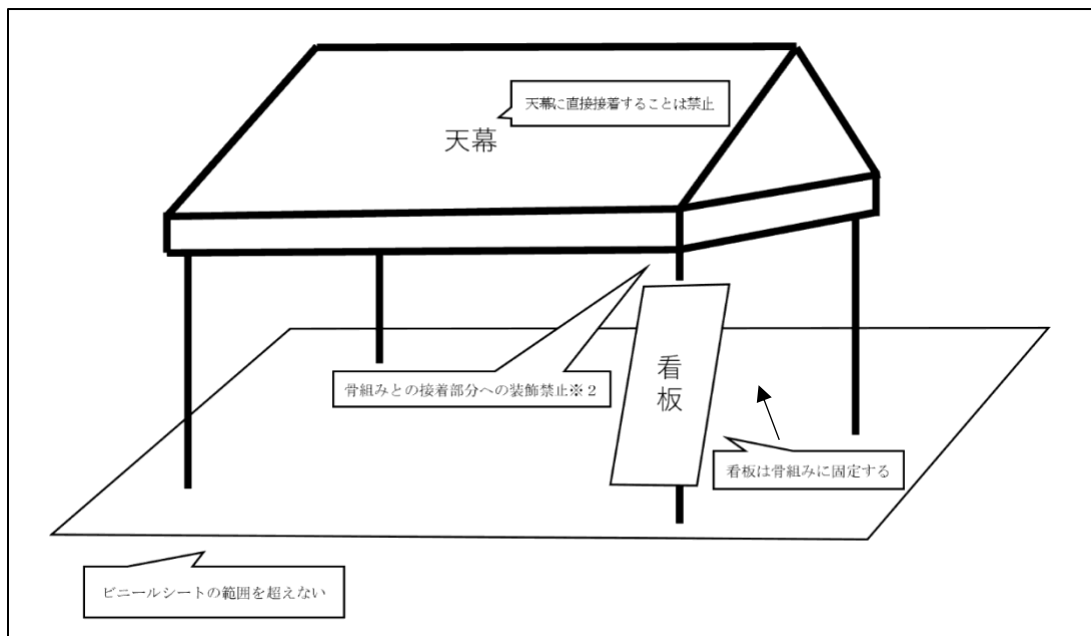 天幕に直接接着することは禁止
天幕
骨組みとの接着部分への装飾禁止※２
看板
看板は骨組みに固定する
ビニールシートの範囲を超えない